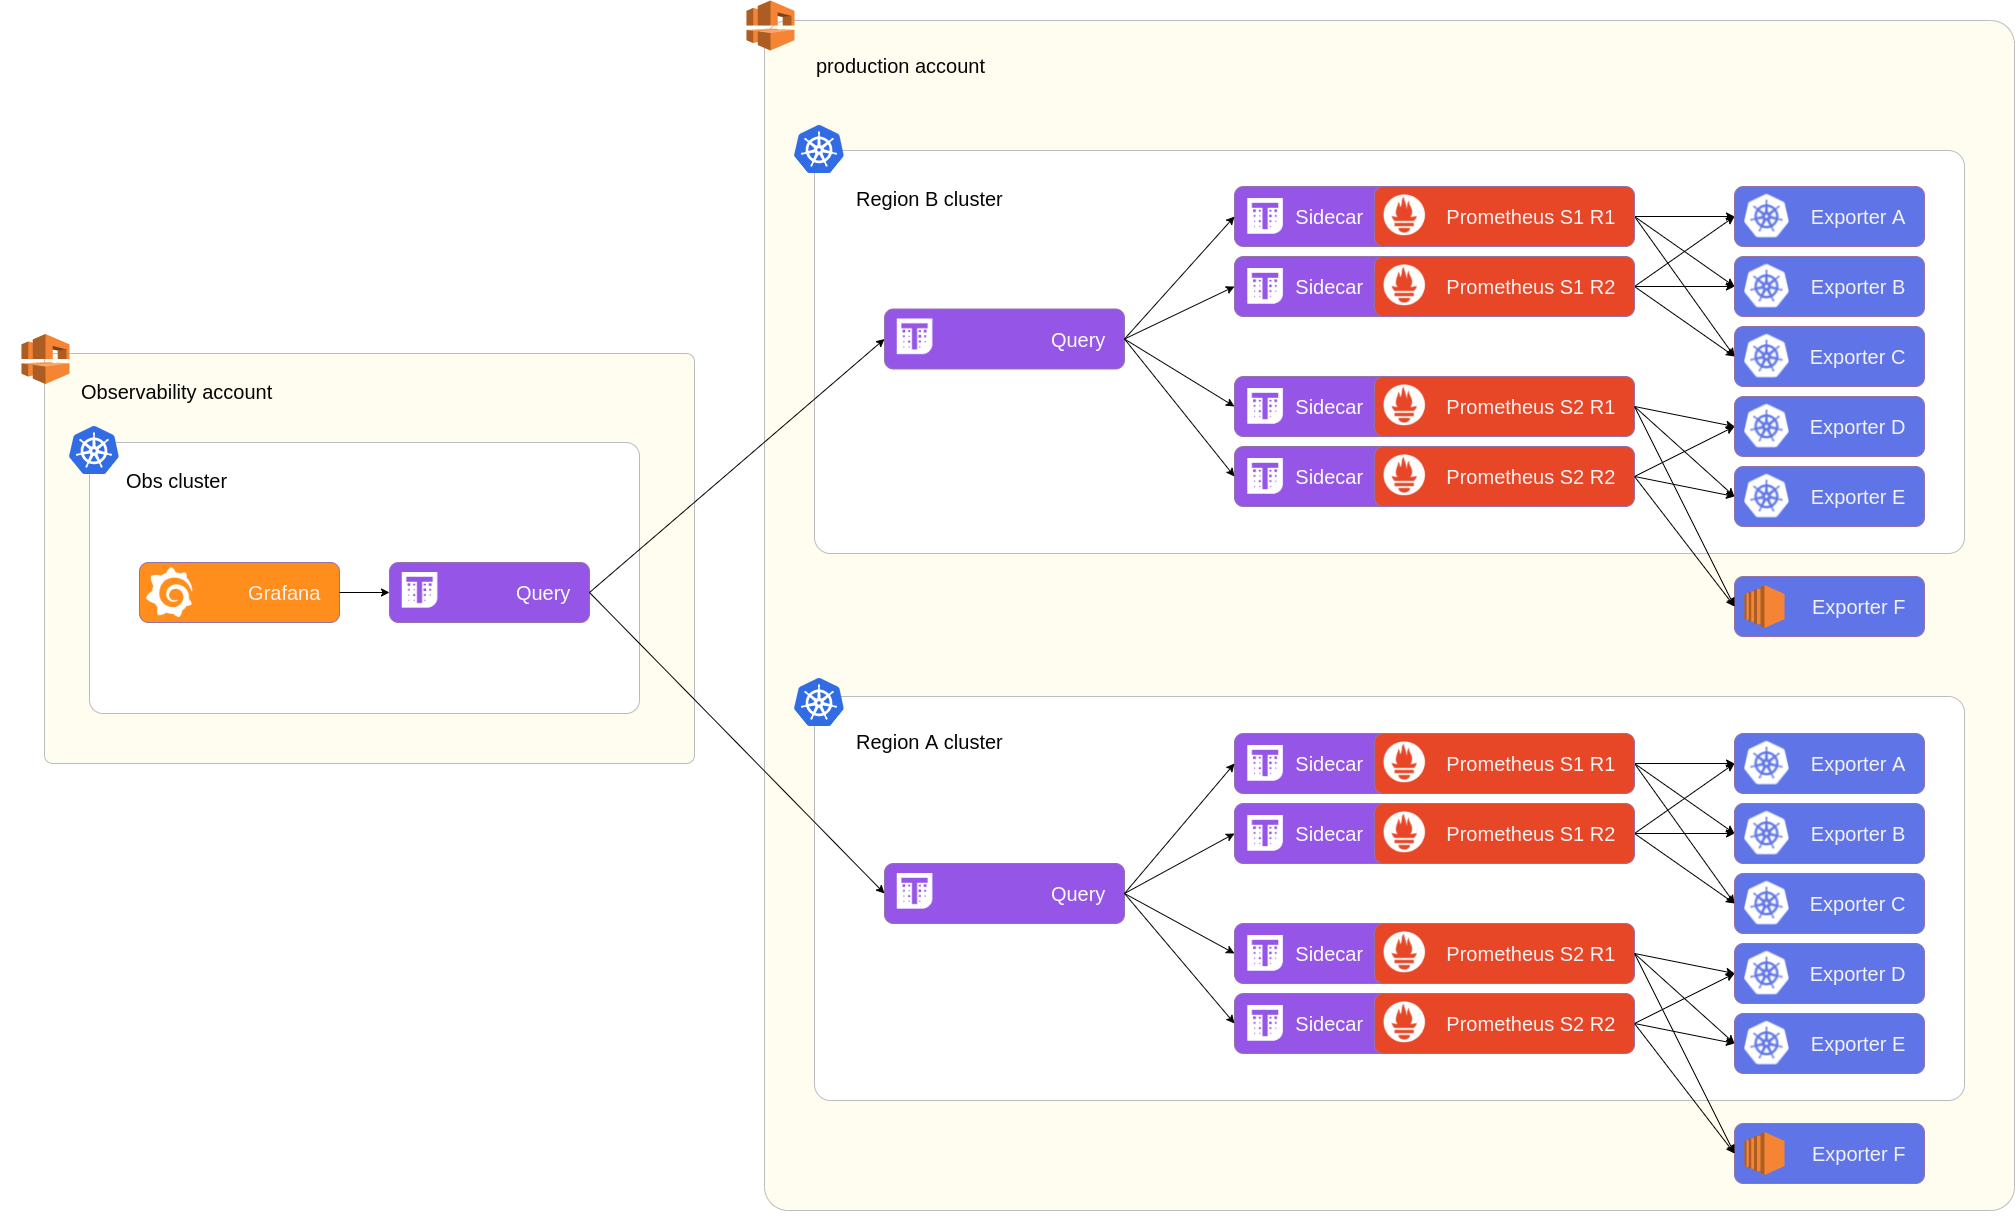 production account
Region B cluster
Sidecar Prometheus S1 R1 Exporter A
Sidecar Prometheus S1 R2 Exporter B
Query
Exporter C
Sidecar Prometheus S2 R1 Exporter D
Sidecar Prometheus S2 R2 Exporter E
Exporter F
Observability account
Obs cluster
Grafana Query
Region A cluster
Sidecar Prometheus S1 R1 Exporter A
Sidecar Prometheus S1 R2 Exporter B
Query
Exporter C
Sidecar Prometheus S2 R1 Exporter D
Sidecar Prometheus S2 R2 Exporter E
Exporter F